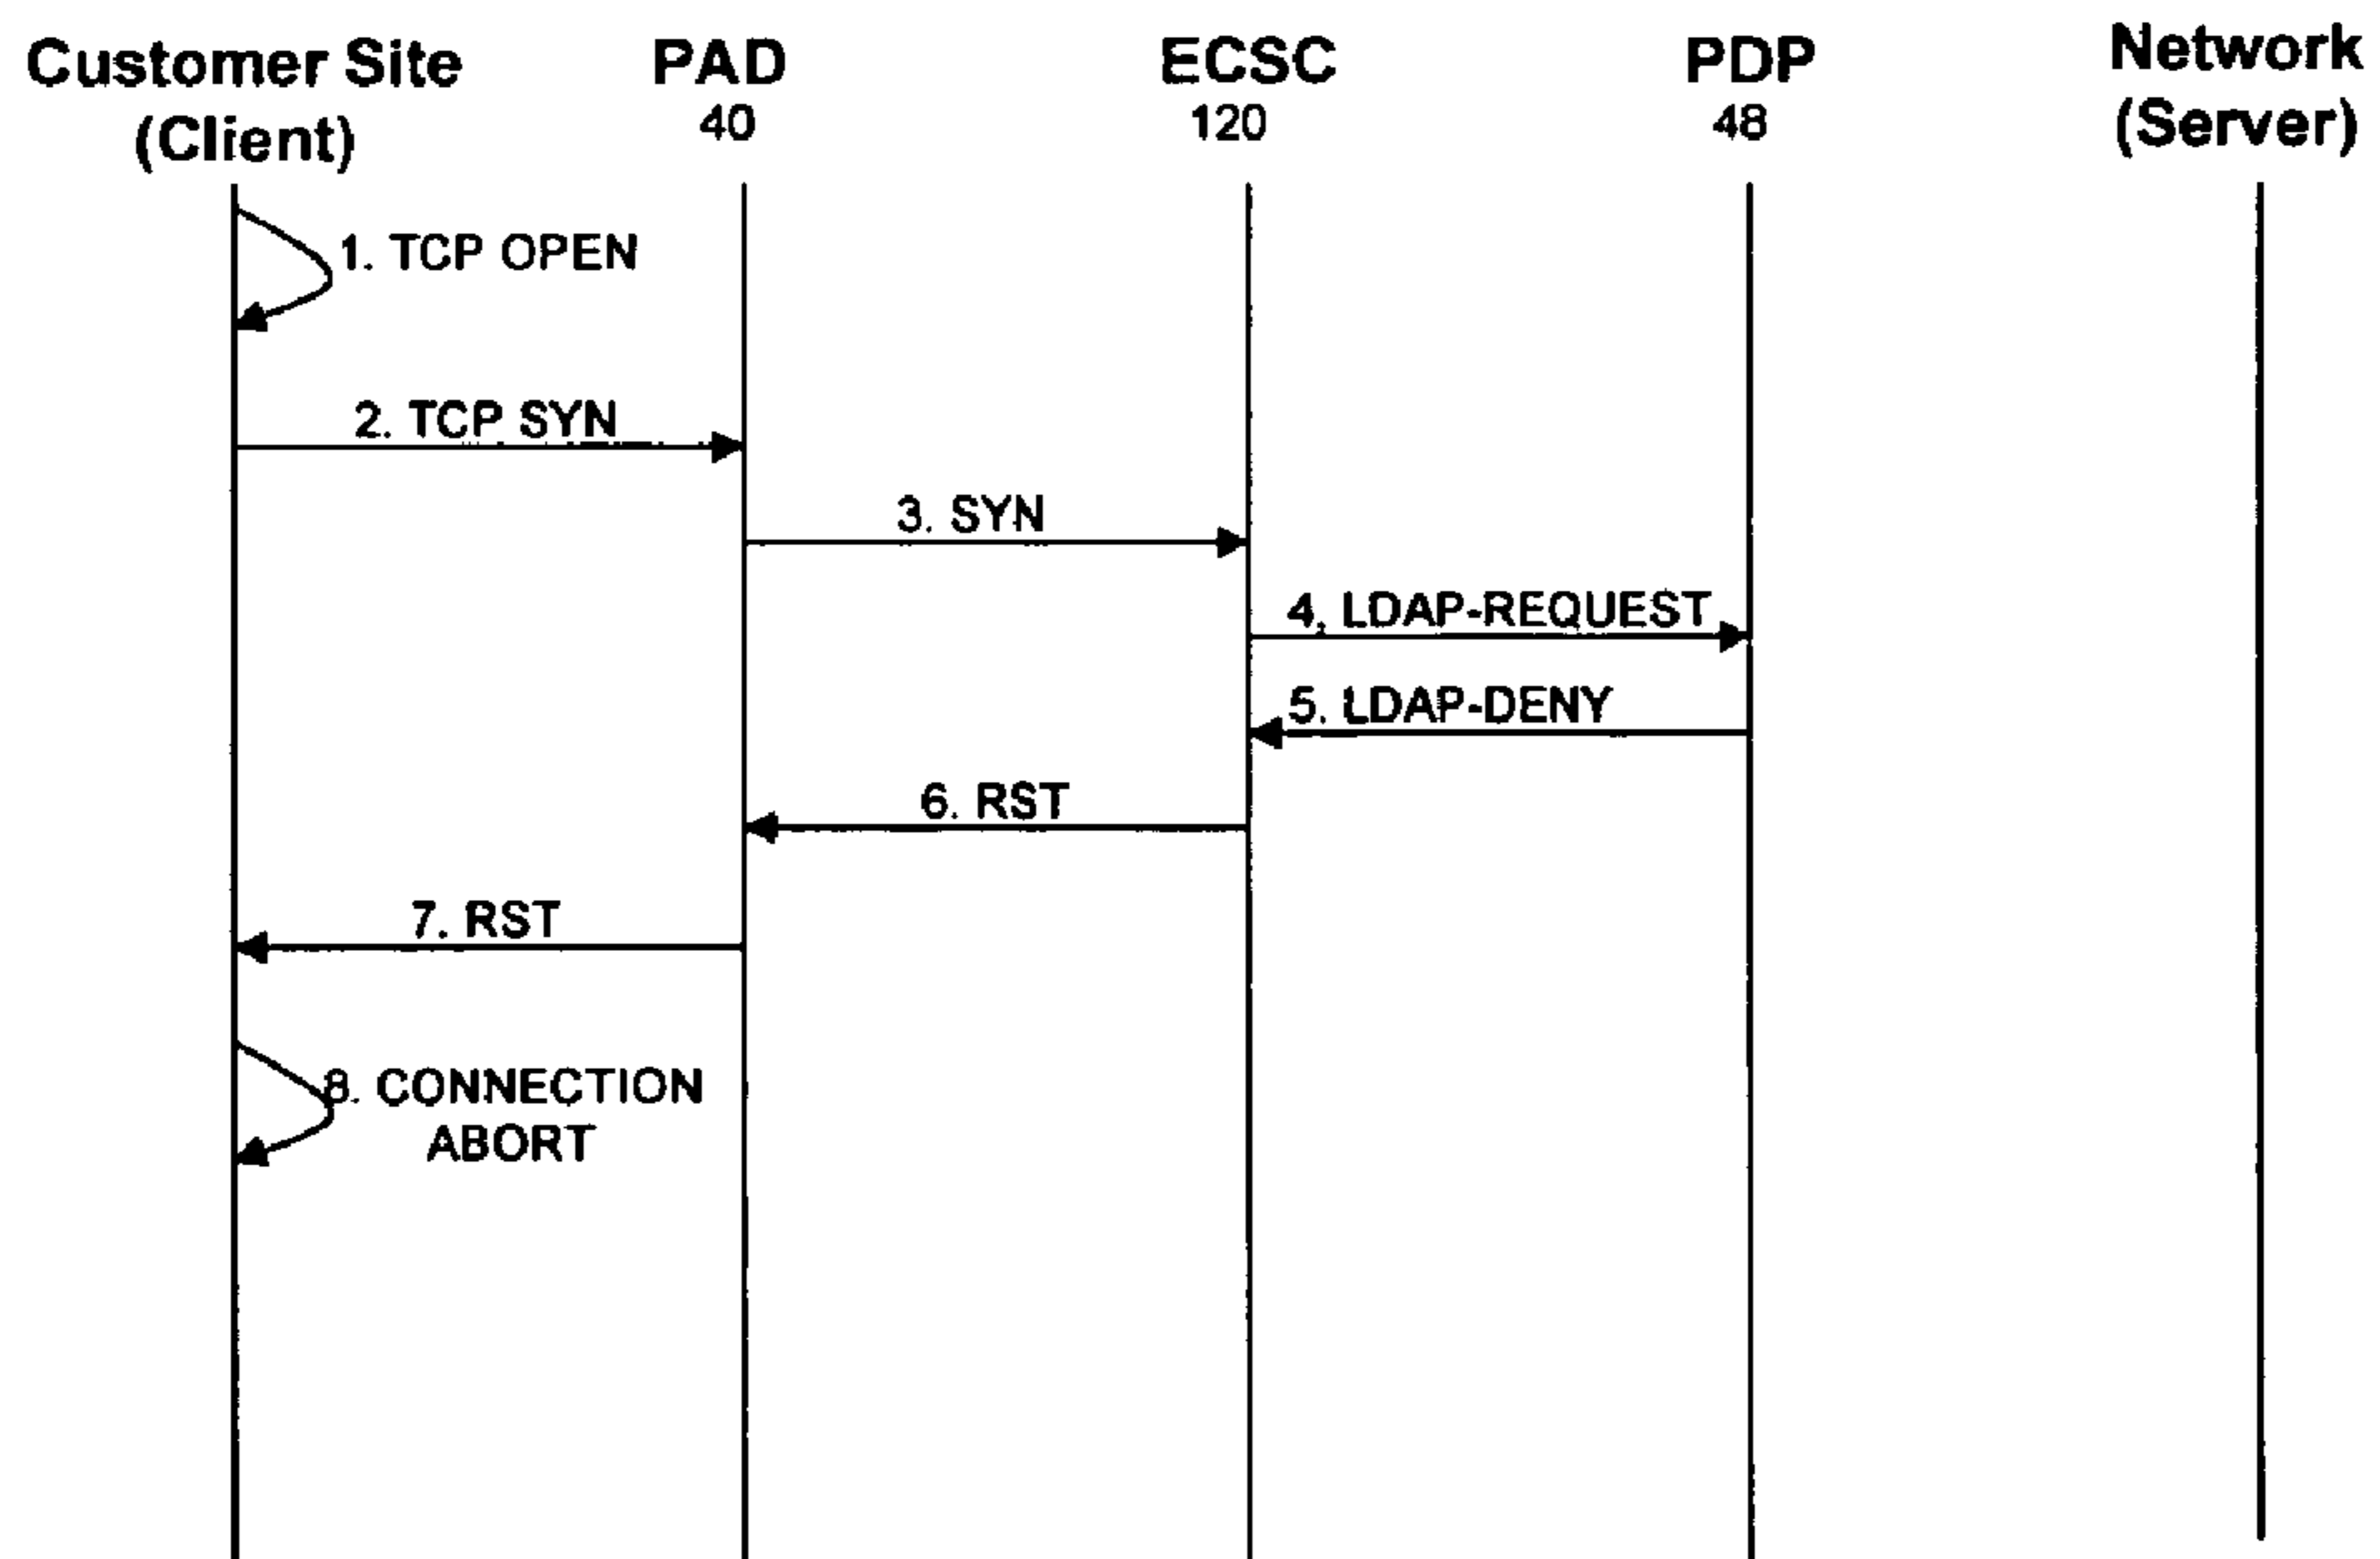 Customer Site
(Client)
PAD
40
ECSC
120
PDP
48
Network
(Server)
1. TCP OPEN
2. TCP SYN
3. SYN
4. LDAP-REQUEST
5. LDAP-DENY
6. RST
7. RST
8. CONNECTION
ABORT